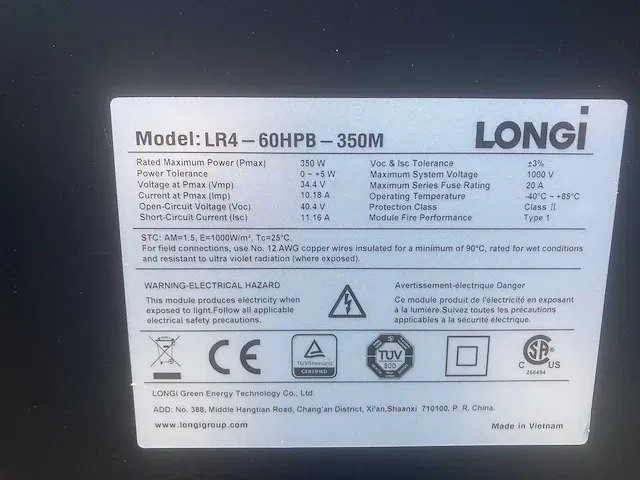 Model: LR4-60HPB-350M
LONGi
Rated Maximum Power (Pmax) 350 W
Power Tolerance 0 ~ +5 W
Voltage at Pmax (Vmp) 34.4 V
Current at Pmax (Imp) 10.18 A
Open-Circuit Voltage (Voc) 40.4 V
Short-Circuit Current (Isc) 11.16 A
Voc & Isc Tolerance ±3%
Maximum System Voltage 1000 V
Maximum Series Fuse Rating 20 A
Operating Temperature -40°C ~ +85°C
Protection Class Class II
Module Fire Performance Type 1
STC: AM=1.5, E=1000W/m², Tc=25°C.
For field connections, use No. 12 AWG copper wires insulated for a minimum of 90°C, rated for wet conditions
and resistant to ultra violet radiation (where exposed).
WARNING-ELECTRICAL HAZARD
This module produces electricity when
exposed to light.Follow all applicable
electrical safety precautions.
Avertissement-électrique Danger
Ce module produit de l'électricité en exposant
à la lumière.Suivez toutes les précautions
applicables à la sécurité électrique.
CE
TÜVRheinland
CERTIFIED
TÜV
SÜD
SA
C US
266494
LONGi Green Energy Technology Co., Ltd.
ADD: No. 388, Middle Hangtian Road, Chang'an District, Xi'an,Shaanxi 710100, P. R. China.
www.longigroup.com
Made in Vietnam